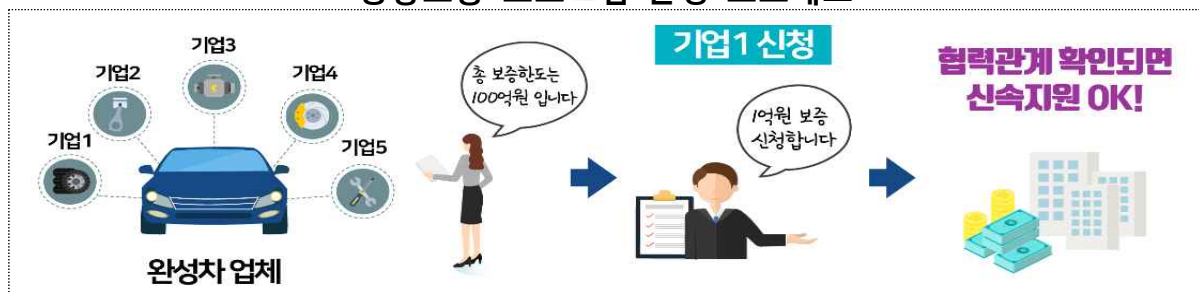 기업1
기업2
기업3
기업4
기업5
완성차 업체
총 보증한도는
100억원 입니다
기업1 신청
1억원 보증
신청합니다
협력관계 확인되면
신속지원 OK!